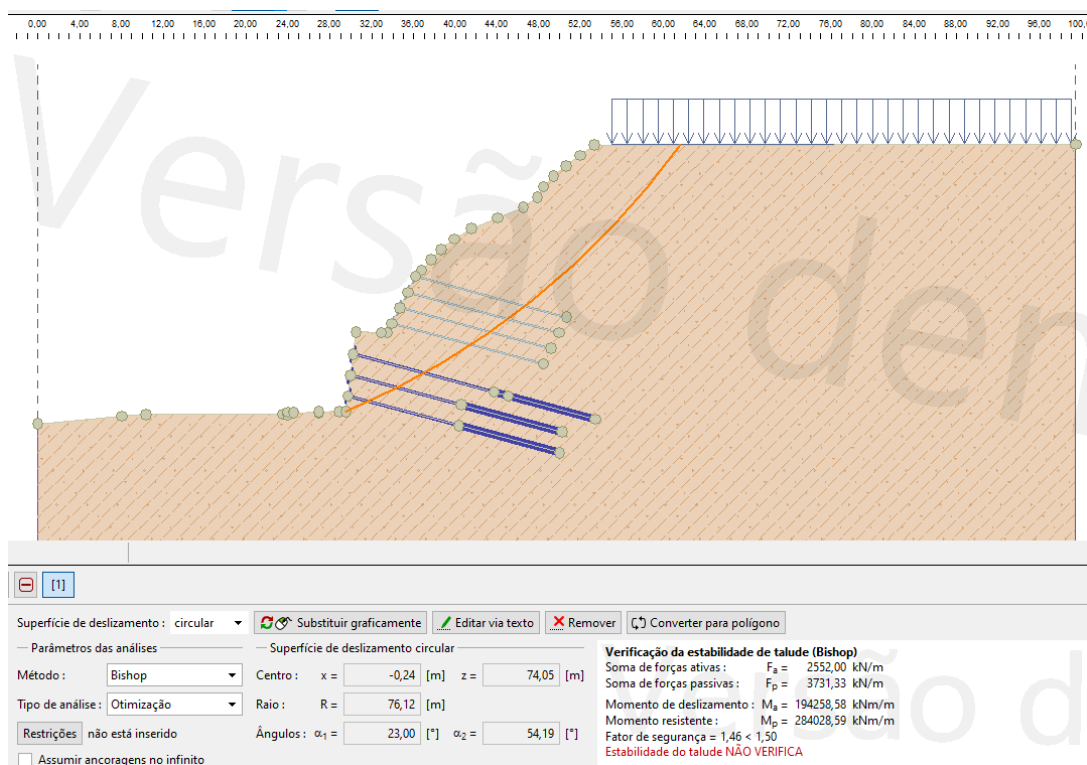 0,00 4,00 8,00 12,00 16,00 20,00 24,00 28,00 32,00 36,00 40,00 44,00 48,00 52,00 56,00 60,00 64,00 68,00 72,00 76,00 80,00 84,00 88,00 92,00 96,00 100,
Versão den
[1]
Superfície de deslizamento : circular Substituir graficamente Editar via texto Remover Converter para polígono
Parâmetros das análises
Método : Bishop
Tipo de análise : Otimização
Restrições não está inserido
Assumir ancoragens no infinito
Superfície de deslizamento circular
Centro : x = -0,24 [m] z = 74,05 [m]
Raio : R = 76,12 [m]
Ângulos : α1 = 23,00 [°] α2 = 54,19 [°]
Verificação da estabilidade de talude (Bishop)
Soma de forças ativas : Fa = 2552,00 kN/m
Soma de forças passivas : Fp = 3731,33 kN/m
Momento de deslizamento : Ma = 194258,58 kNm/m
Momento resistente : Mp = 284028,59 kNm/m
Fator de segurança = 1,46 < 1,50
Estabilidade do talude NÃO VERIFICA
Versão d